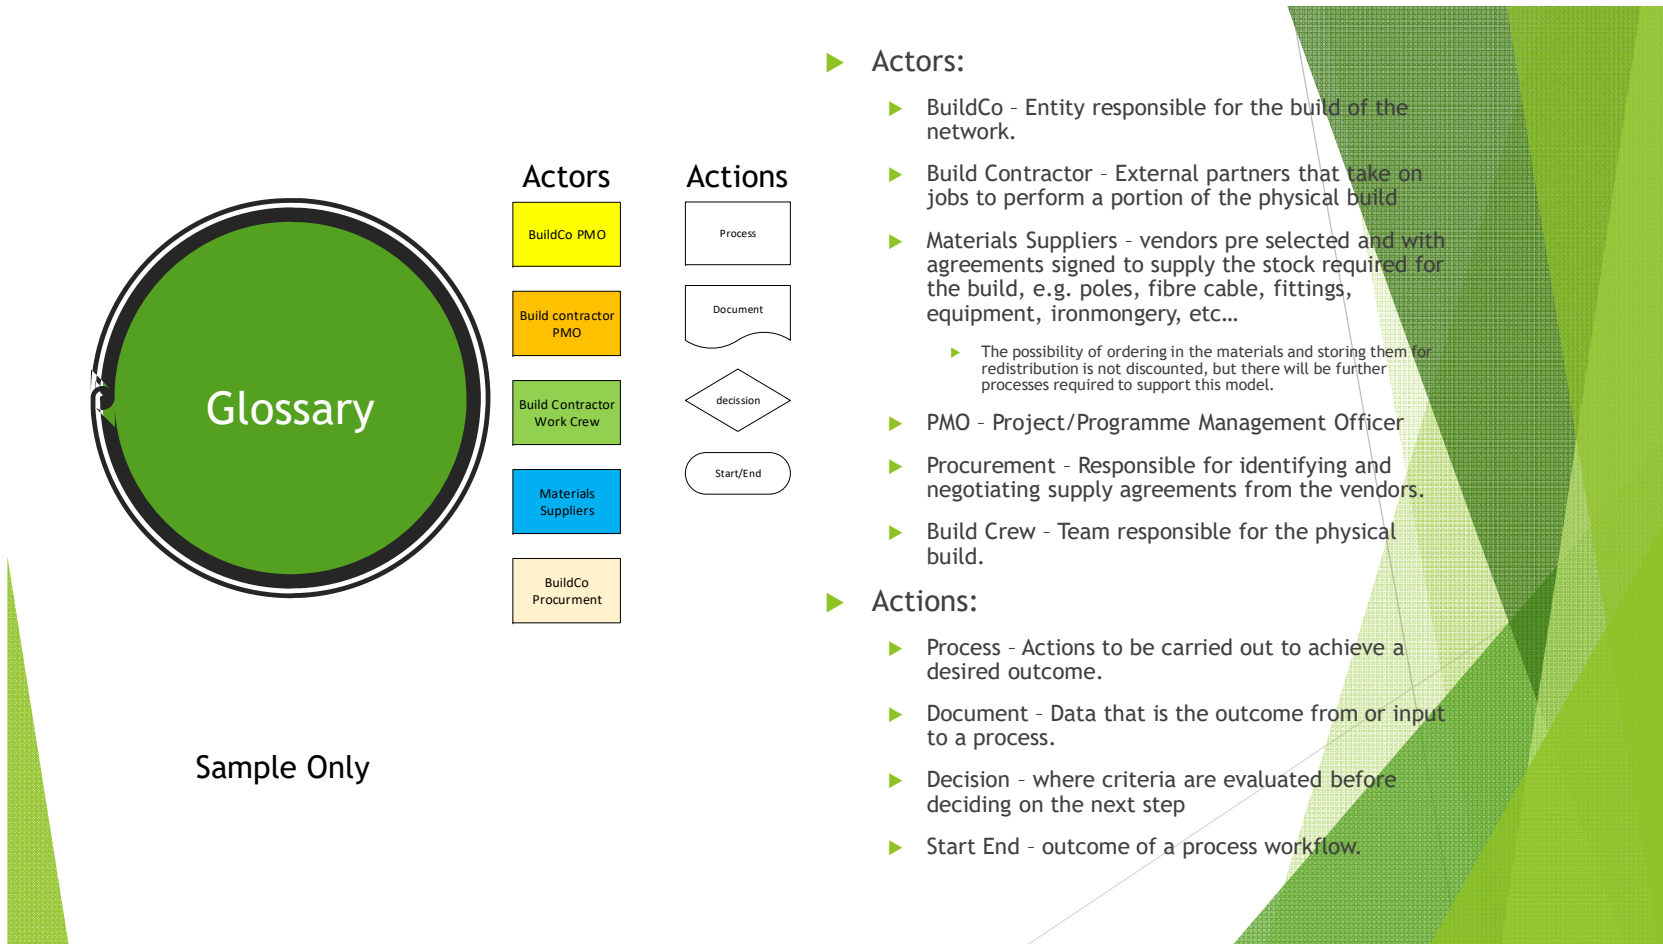 Glossary
Sample Only
Actors
BuildCo PMO
Build contractor
PMO
Build Contractor
Work Crew
Materials
Suppliers
BuildCo
Procurment
Actions
Process
Document
decission
Start/End
Actors:
BuildCo – Entity responsible for the build of the
network.
Build Contractor – External partners that take on
jobs to perform a portion of the physical build
Materials Suppliers – vendors pre selected and with
agreements signed to supply the stock required for
the build, e.g. poles, fibre cable, fittings,
equipment, ironmongery, etc…
The possibility of ordering in the materials and storing them for
redistribution is not discounted, but there will be further
processes required to support this model.
PMO – Project/Programme Management Officer
Procurement – Responsible for identifying and
negotiating supply agreements from the vendors.
Build Crew – Team responsible for the physical
build.
Actions:
Process – Actions to be carried out to achieve a
desired outcome.
Document – Data that is the outcome from or input
to a process.
Decision – where criteria are evaluated before
deciding on the next step
Start End – outcome of a process workflow.